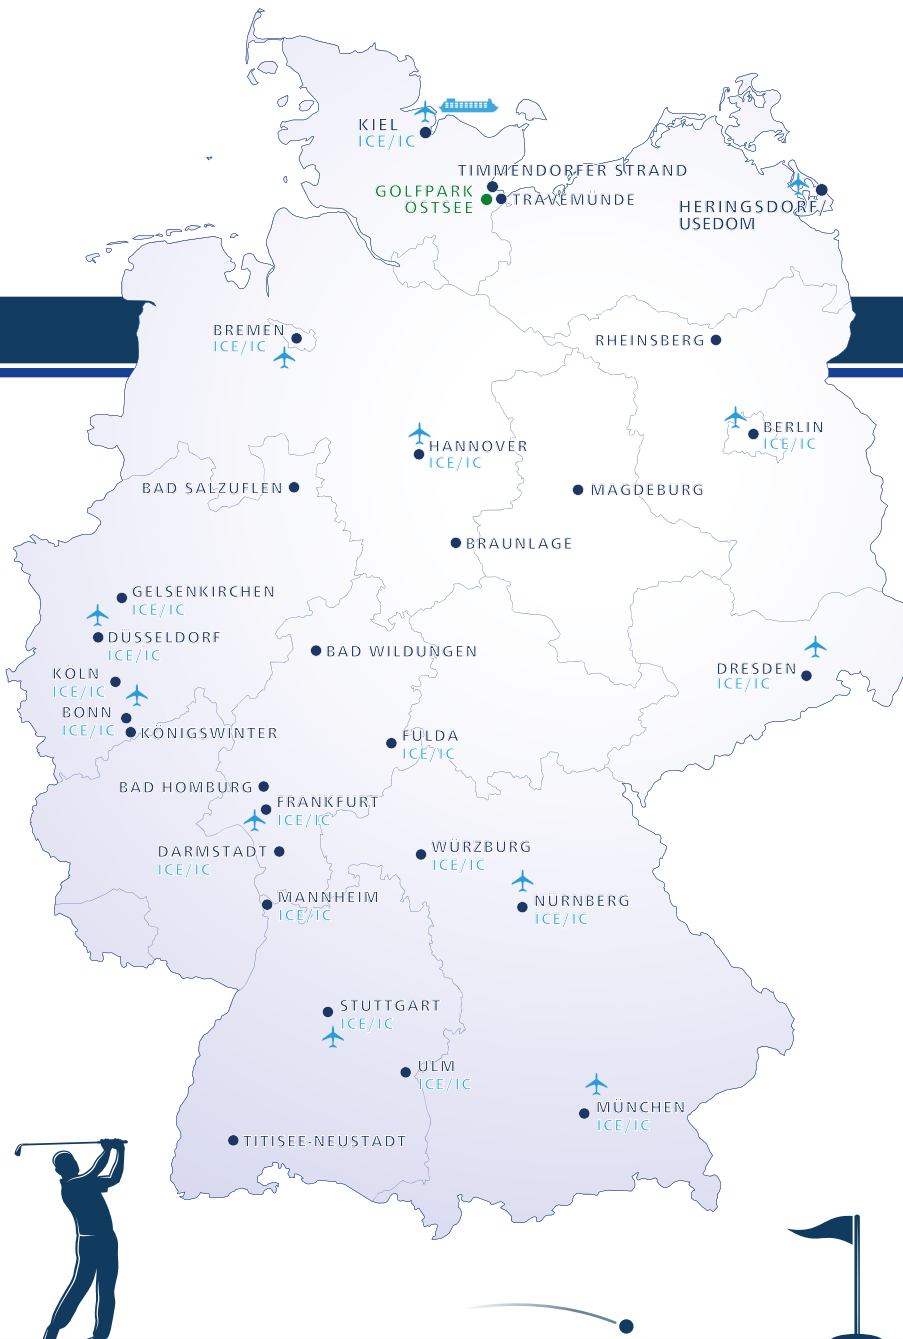 KIEL
ICE/IC
TIMMENDORFER STRAND
GOLFPARK
OSTSEE
TRAVEMÜNDE
HERINGSDORF/
USEDOM
BREMEN
ICE/IC
RHEINSBERG
BERLIN
ICE/IC
HANNOVER
ICE/IC
BAD SALZUFLEN
MAGDEBURG
BRAUNLAGE
GELSENKIRCHEN
ICE/IC
DÜSSELDORF
ICE/IC
BAD WILDUNGEN
DRESDEN
ICE/IC
KÖLN
ICE/IC
BONN
ICE/IC
KÖNIGSWINTER
FULDA
ICE/IC
BAD HOMBURG
FRANKFURT
ICE/IC
DARMSTADT
ICE/IC
WÜRZBURG
ICE/IC
MANNHEIM
ICE/IC
NÜRNBERG
ICE/IC
STUTTGART
ICE/IC
ULM
ICE/IC
MÜNCHEN
ICE/IC
TITISEE-NEUSTADT